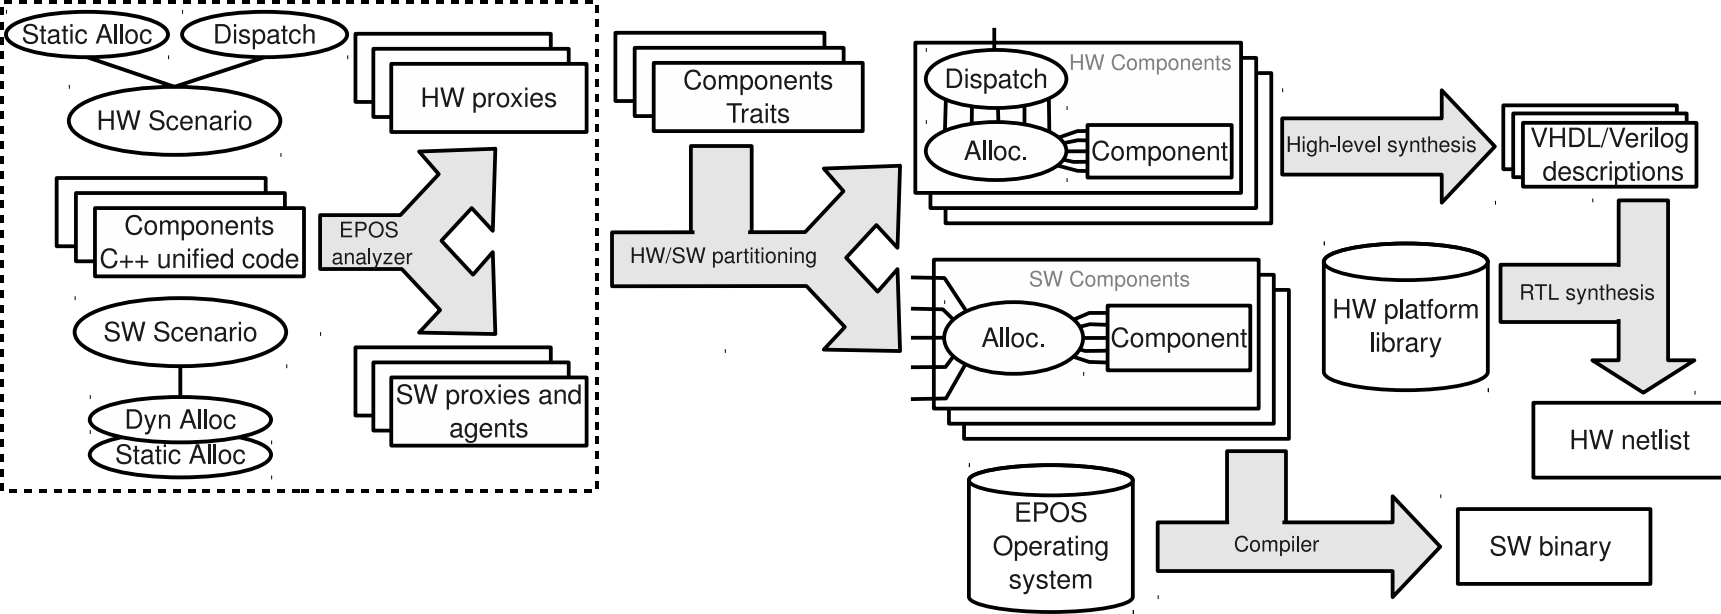 Static Alloc
Dispatch
HW Scenario
HW proxies
Components
C++ unified code
EPOS
analyzer
SW Scenario
Dyn Alloc
Static Alloc
SW proxies and
agents
Components
Traits
HW/SW partitioning
HW Components
Dispatch
Alloc.
Component
SW Components
Alloc.
Component
High-level synthesis
VHDL/Verilog
descriptions
HW platform
library
RTL synthesis
HW netlist
EPOS
Operating
system
Compiler
SW binary